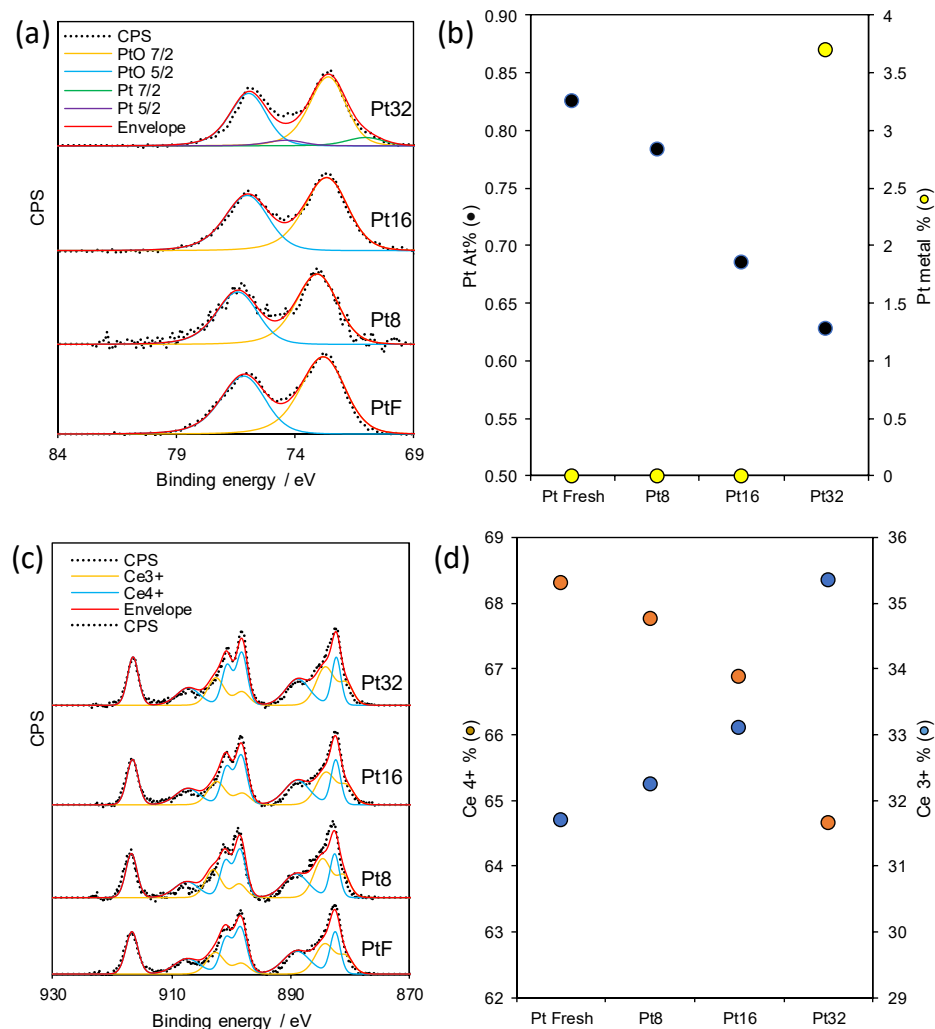 (a)
CPS
PtO 7/2
PtO 5/2
Pt 7/2
Pt 5/2
Envelope
Pt32
Pt16
Pt8
PtF
CPS
84 79 74 69
Binding energy / eV
(b)
0.90
0.85
0.80
0.75
0.70
0.65
0.60
0.55
0.50
Pt At% (●)
4
3.5
3
2.5
2
1.5
1
0.5
0
Pt metal % (○)
Pt Fresh Pt8 Pt16 Pt32
(c)
CPS
Ce3+
Ce4+
Envelope
CPS
Pt32
Pt16
Pt8
PtF
CPS
930 910 890 870
Binding energy / eV
(d)
69
68
67
66
65
64
63
62
Ce 4+ % (●)
36
35
34
33
32
31
30
29
Ce 3+ % (●)
Pt Fresh Pt8 Pt16 Pt32